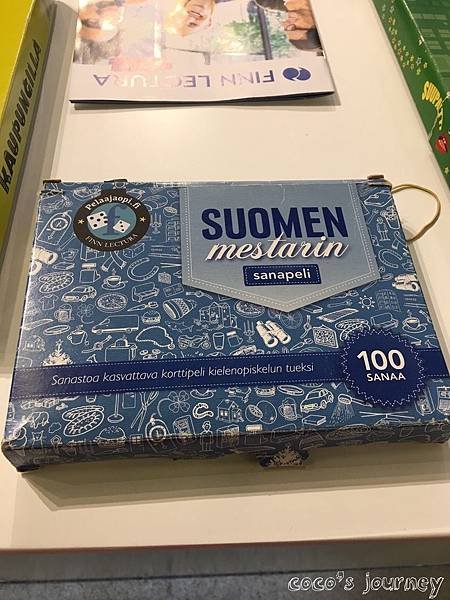 FINN LECTURA
KAUPUNGILLA
Pelaajaopi.fi
FINN LECTURA
SUOMEN
mestarin
sanapeli
100
SANAA
Sanastoa kasvattava korttipeli kielenopiskelun tueksi
coco's journey